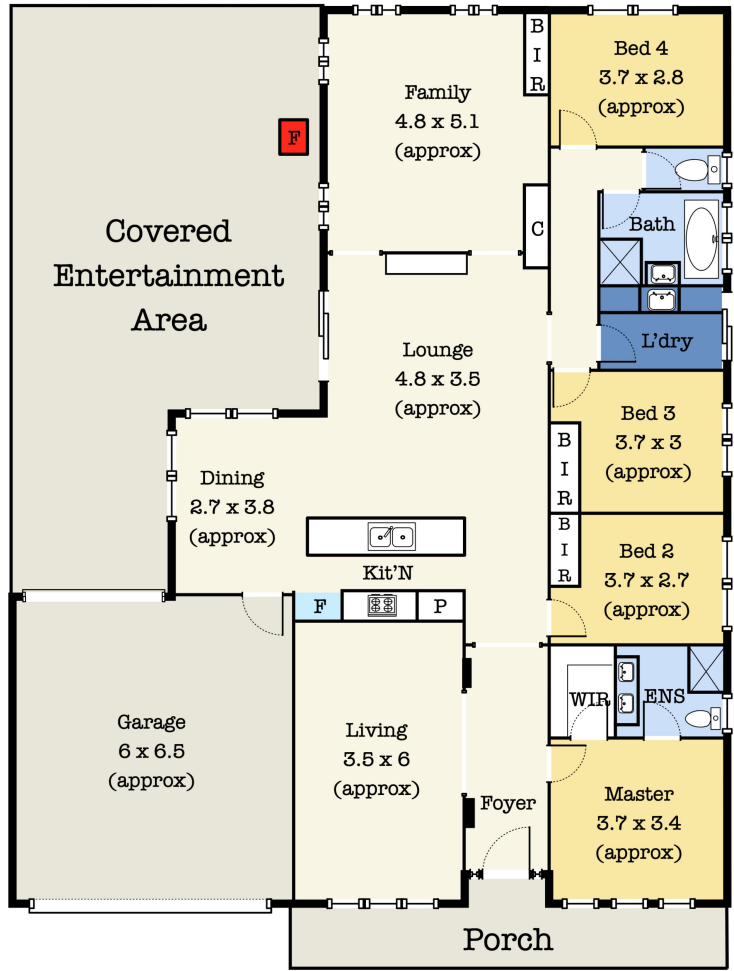 B
I
R
Bed 4
3.7 x 2.8
(approx)
Family
4.8 x 5.1
(approx)
F
Covered
Entertainment
Area
C
Bath
L'dry
Lounge
4.8 x 3.5
(approx)
Bed 3
3.7 x 3
(approx)
B
I
R
Dining
2.7 x 3.8
(approx)
B
I
R
Bed 2
3.7 x 2.7
(approx)
Kit'N
F
P
WIR
ENS
Garage
6 x 6.5
(approx)
Living
3.5 x 6
(approx)
Foyer
Master
3.7 x 3.4
(approx)
Porch